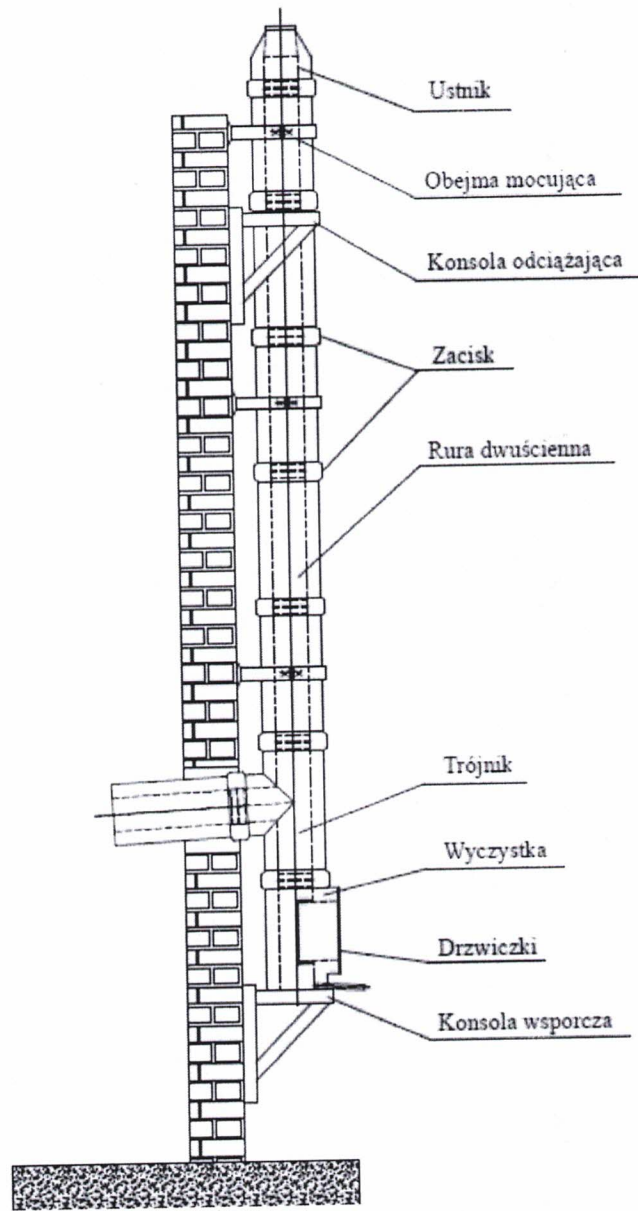 Ustnik
Obejma mocująca
Konsola odciążająca
Zacisk
Rura dwuścienna
Trójnik
Wyczystka
Drzwiczki
Konsola wsporcza